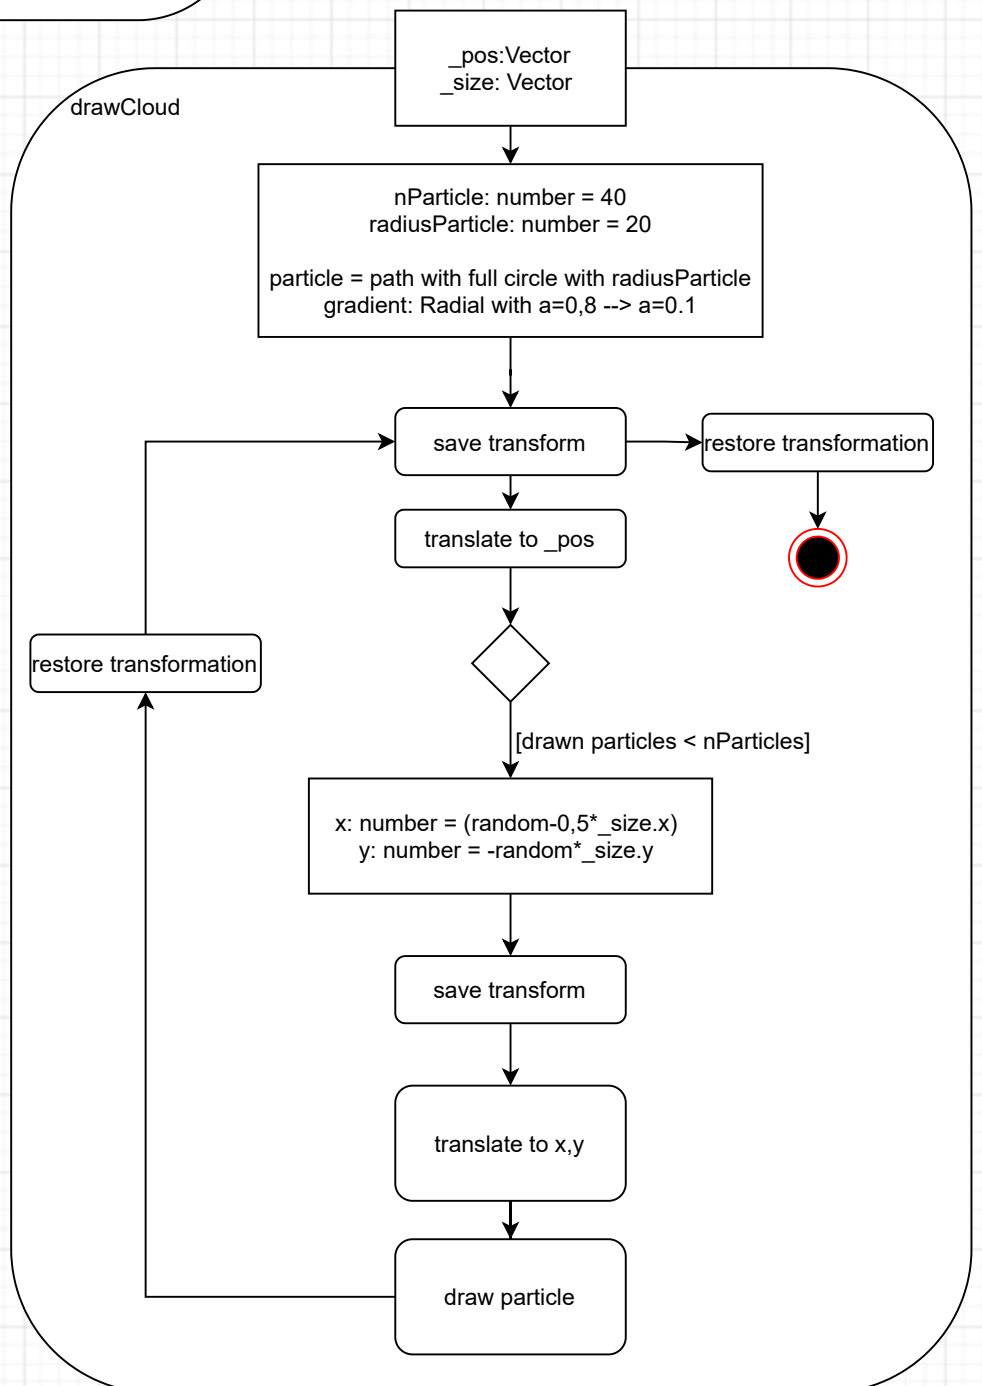 _pos:Vector
_size: Vector
drawCloud
nParticle: number = 40
radiusParticle: number = 20
particle = path with full circle with radiusParticle
gradient: Radial with a=0,8 --> a=0.1
save transform
restore transformation
translate to _pos
restore transformation
[drawn particles < nParticles]
x: number = (random-0,5*_size.x)
y: number = -random*_size.y
save transform
translate to x,y
draw particle